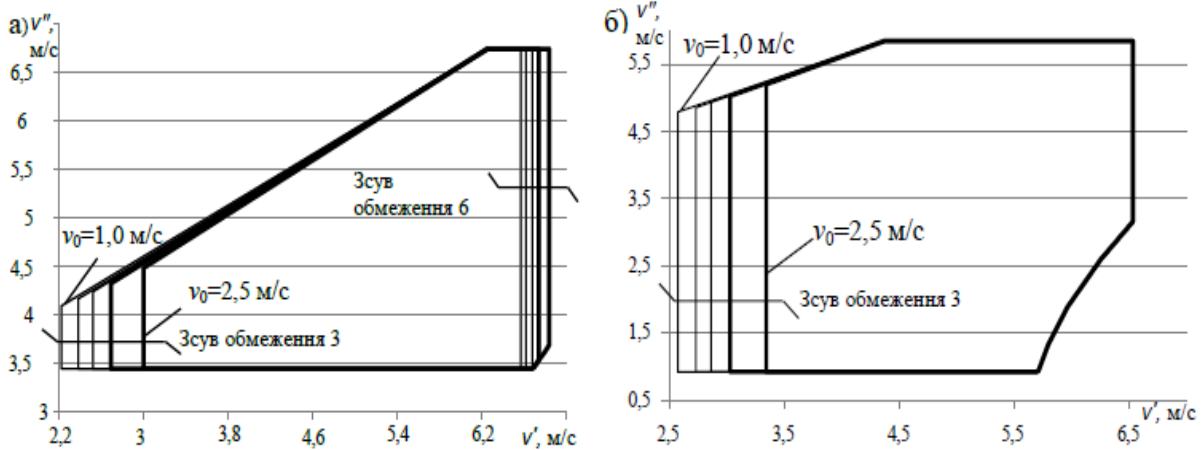 а) V″,
м/с
6,5
6
5,5
5
4,5
4
3,5
3
2,2
3
3,8
4,6
5,4
6,2
V′, м/с
v₀=1,0 м/с
v₀=2,5 м/с
Зсув
обмеження 6
Зсув обмеження 3
б) V″,
м/с
5,5
4,5
3,5
2,5
1,5
0,5
2,5
3,5
4,5
5,5
6,5
V′, м/с
v₀=1,0 м/с
v₀=2,5 м/с
Зсув обмеження 3